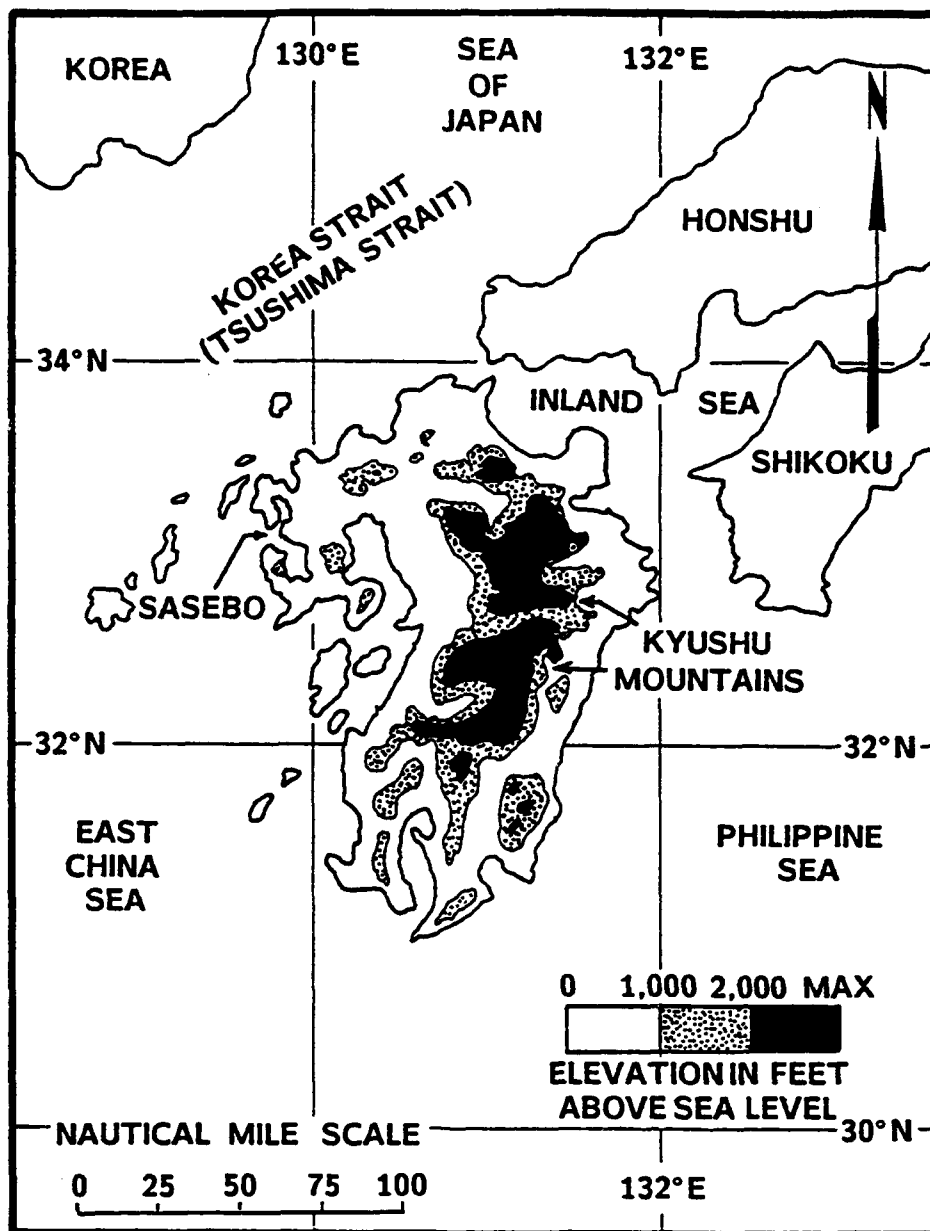 KOREA
130°E
SEA
OF
JAPAN
132°E
N
HONSHU
KOREA STRAIT
(TSUSHIMA STRAIT)
34°N
INLAND SEA
SHIKOKU
SASEBO
KYUSHU
MOUNTAINS
32°N
32°N
EAST
CHINA
SEA
PHILIPPINE
SEA
0 1,000 2,000 MAX
ELEVATION IN FEET
ABOVE SEA LEVEL
30°N
NAUTICAL MILE SCALE
0 25 50 75 100
132°E